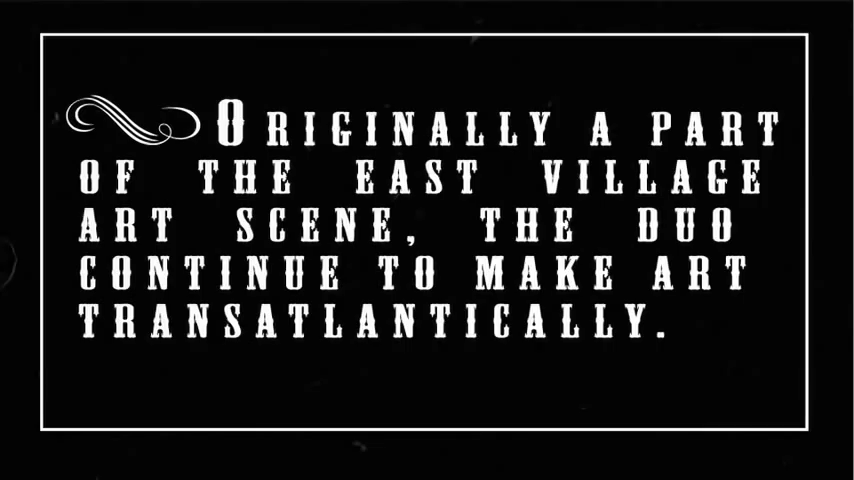 Originally a part
of the east village
art scene, the duo
continue to make art
transatlantically.